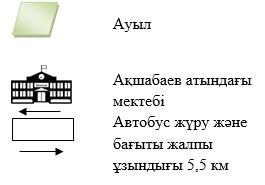 Ауыл
Ақшабаев атындағы
мектебі
Автобус жүру және
бағыты жалпы
ұзындығы 5,5 км